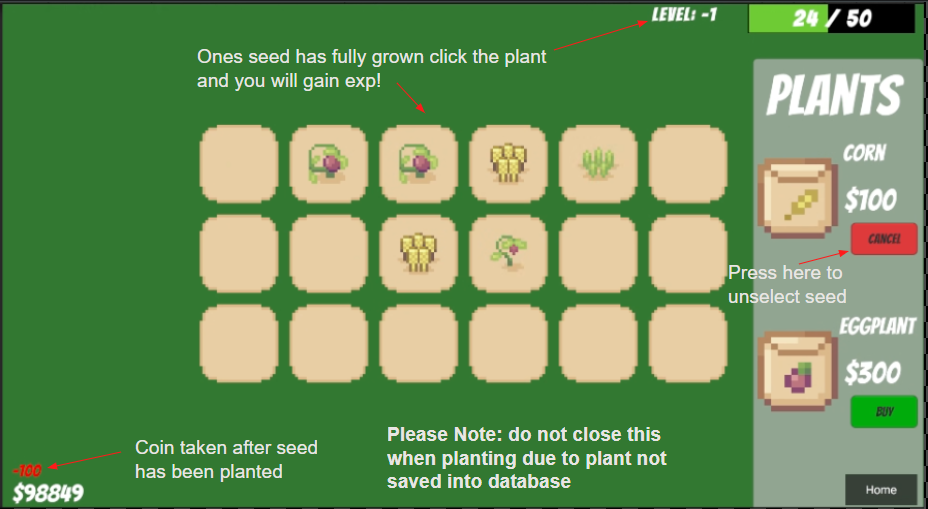 LEVEL: -1
24 / 50
Ones seed has fully grown click the plant
and you will gain exp!
PLANTS
CORN
$100
CANCEL
Press here to
unselect seed
EGGPLANT
$300
BUY
Please Note: do not close this
when planting due to plant not
saved into database
Coin taken after seed
has been planted
-100
$98849
Home